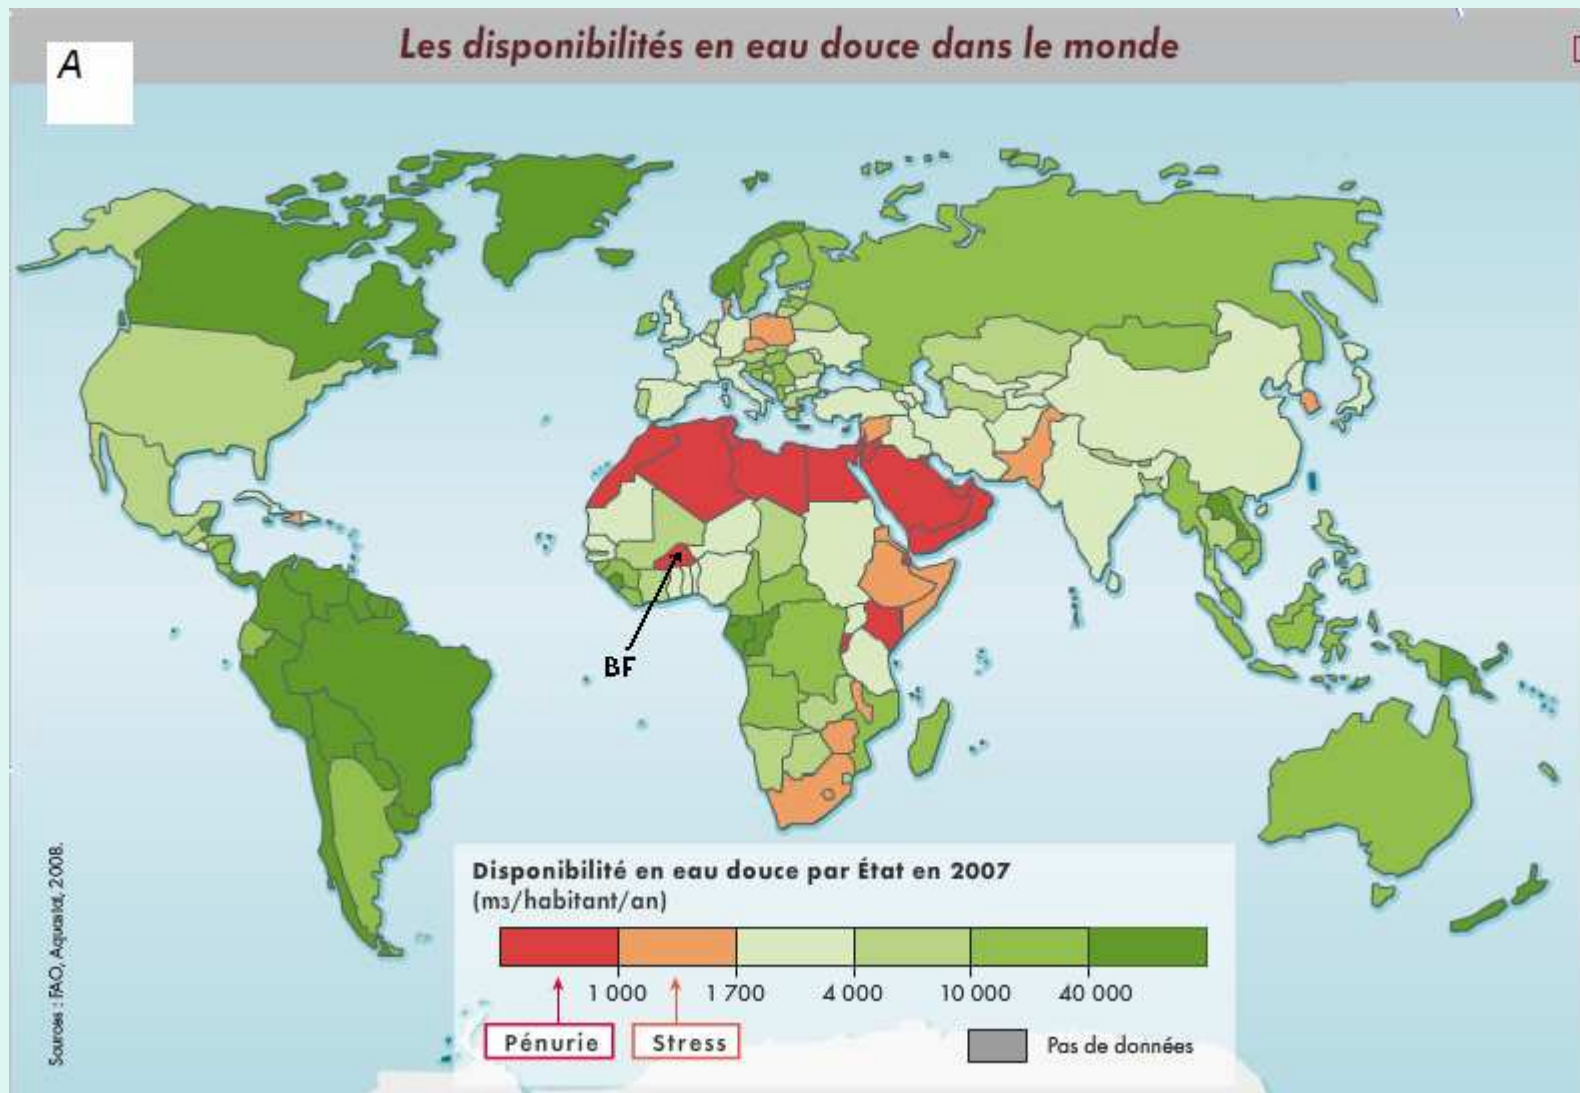 Les disponibilités en eau douce dans le monde
A
BF
Disponibilité en eau douce par État en 2007
(m3/habitant/an)
1 000 1 700 4 000 10 000 40 000
Pénurie Stress
Pas de données
Sources : FAO, Aquastat, 2008.